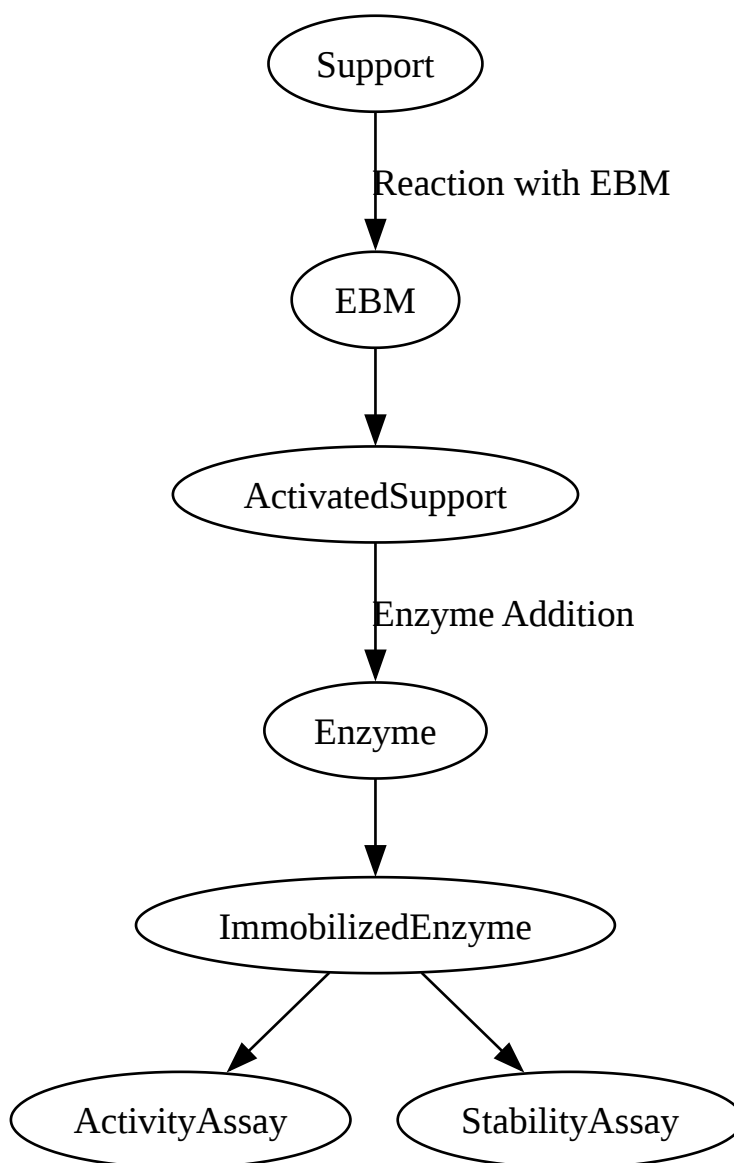 Support
Reaction with EBM
EBM
ActivatedSupport
Enzyme Addition
Enzyme
ImmobilizedEnzyme
ActivityAssay
StabilityAssay